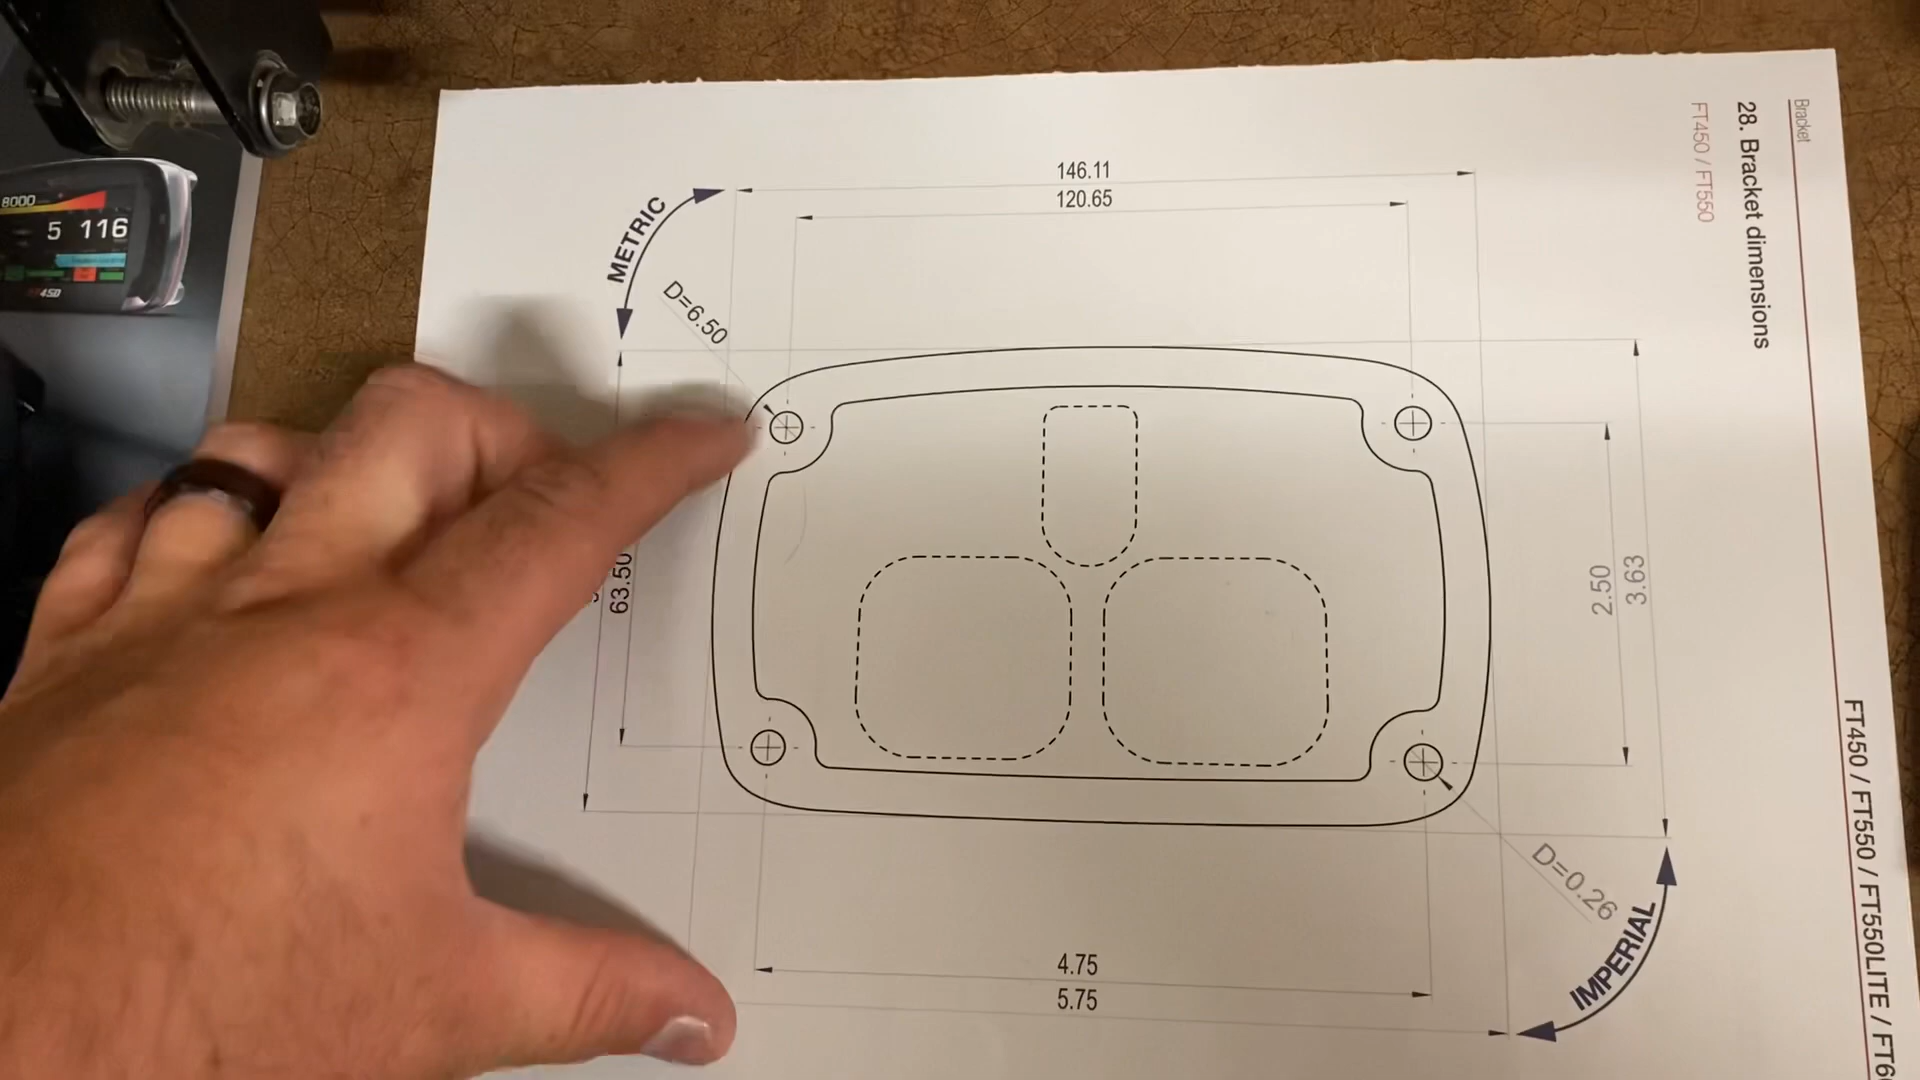 Bracket
28. Bracket dimensions
FT450 / FT550
146.11
120.65
METRIC
D=6.50
63.50
2.50
3.63
D=0.26
IMPERIAL
4.75
5.75
FT450 / FT550 / FT550LITE / FT6
8000
5 116